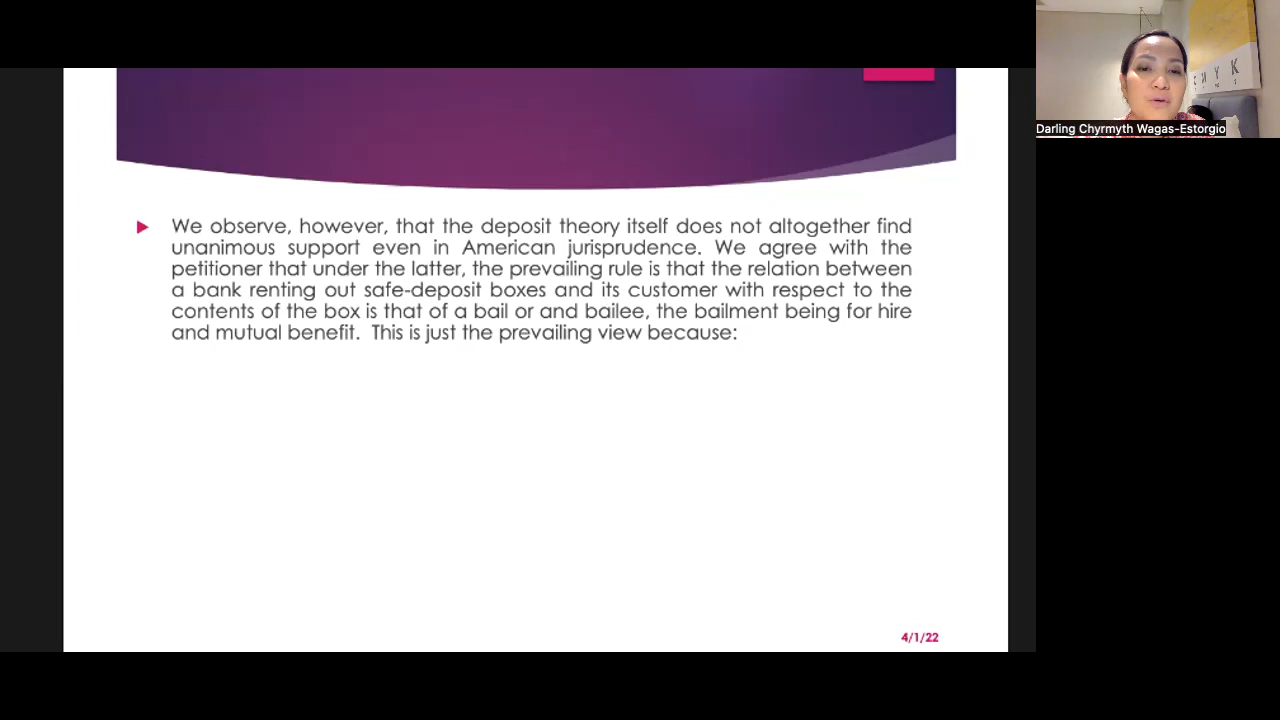 We observe, however, that the deposit theory itself does not altogether find
unanimous support even in American jurisprudence. We agree with the
petitioner that under the latter, the prevailing rule is that the relation between
a bank renting out safe-deposit boxes and its customer with respect to the
contents of the box is that of a bail or and bailee, the bailment being for hire
and mutual benefit. This is just the prevailing view because:
4/1/22
Darling Chyrmyth Wagas-Estorgio